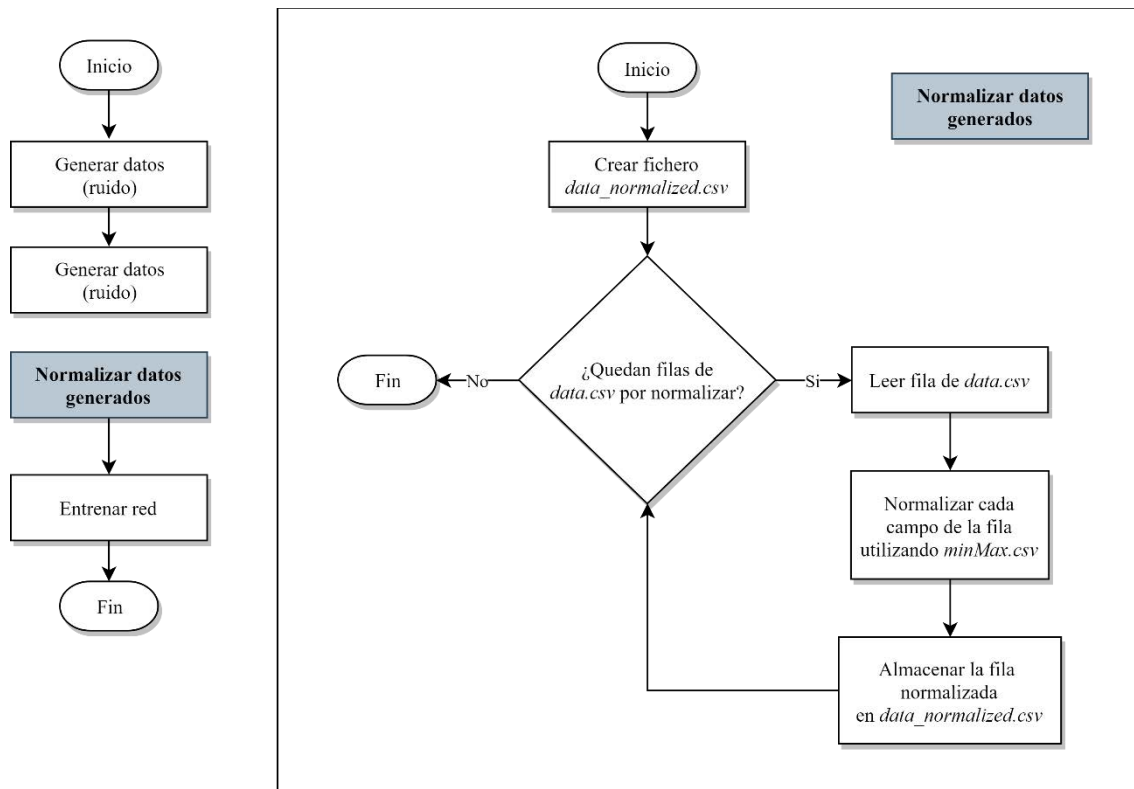 Inicio
Generar datos
(ruido)
Generar datos
(ruido)
Normalizar datos
generados
Entrenar red
Fin
Inicio
Normalizar datos
generados
Crear fichero
data_normalized.csv
¿Quedan filas de
data.csv por normalizar?
No
Fin
Si
Leer fila de data.csv
Normalizar cada
campo de la fila
utilizando minMax.csv
Almacenar la fila
normalizada
en data_normalized.csv